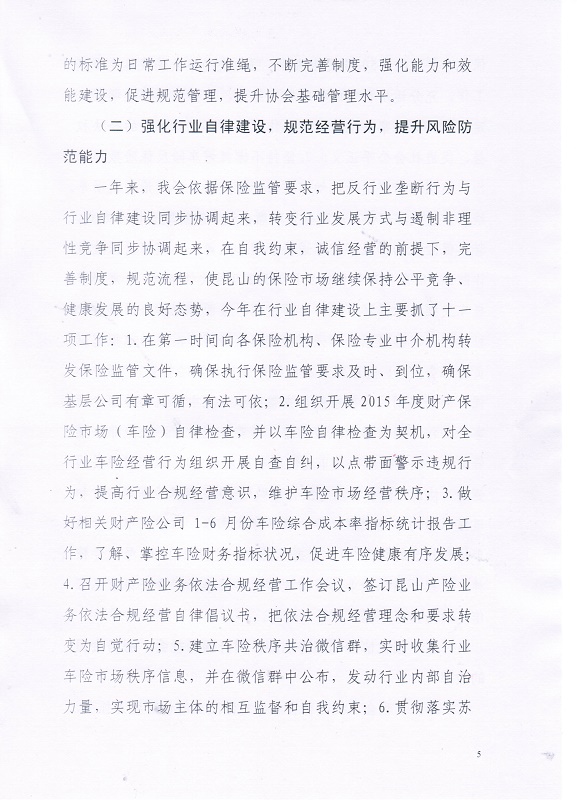 的标准为日常工作运行准绳，不断完善制度，强化能力和效
能建设，促进规范管理，提升协会基础管理水平。
（二）强化行业自律建设，规范经营行为，提升风险防
范能力
一年来，我会依据保险监管要求，把反行业垄断行为与
行业自律建设同步协调起来，转变行业发展方式与遏制非理
性竞争同步协调起来，在自我约束，诚信经营的前提下，完
善制度，规范流程，使昆山的保险市场继续保持公平竞争、
健康发展的良好态势，今年在行业自律建设上主要抓了十一
项工作：1.在第一时间向各保险机构、保险专业中介机构转
发保险监管文件，确保执行保险监管要求及时、到位，确保
基层公司有章可循，有法可依；2.组织开展 2015 年度财产保
险市场（车险）自律检查，并以车险自律检查为契机，对全
行业车险经营行为组织开展自查自纠，以点带面警示违规行
为，提高行业合规经营意识，维护车险市场经营秩序；3.做
好相关财产险公司 1-6 月份车险综合成本率指标统计报告工
作，了解、掌控车险财务指标状况，促进车险健康有序发展；
4.召开财产险业务依法合规经营工作会议，签订昆山产险业
务依法合规经营自律倡议书，把依法合规经营理念和要求转
变为自觉行动；5.建立车险秩序共治微信群，实时收集行业
车险市场秩序信息，并在微信群中公布，发动行业内部自治
力量，实现市场主体的相互监督和自我约束；6.贯彻落实苏
5